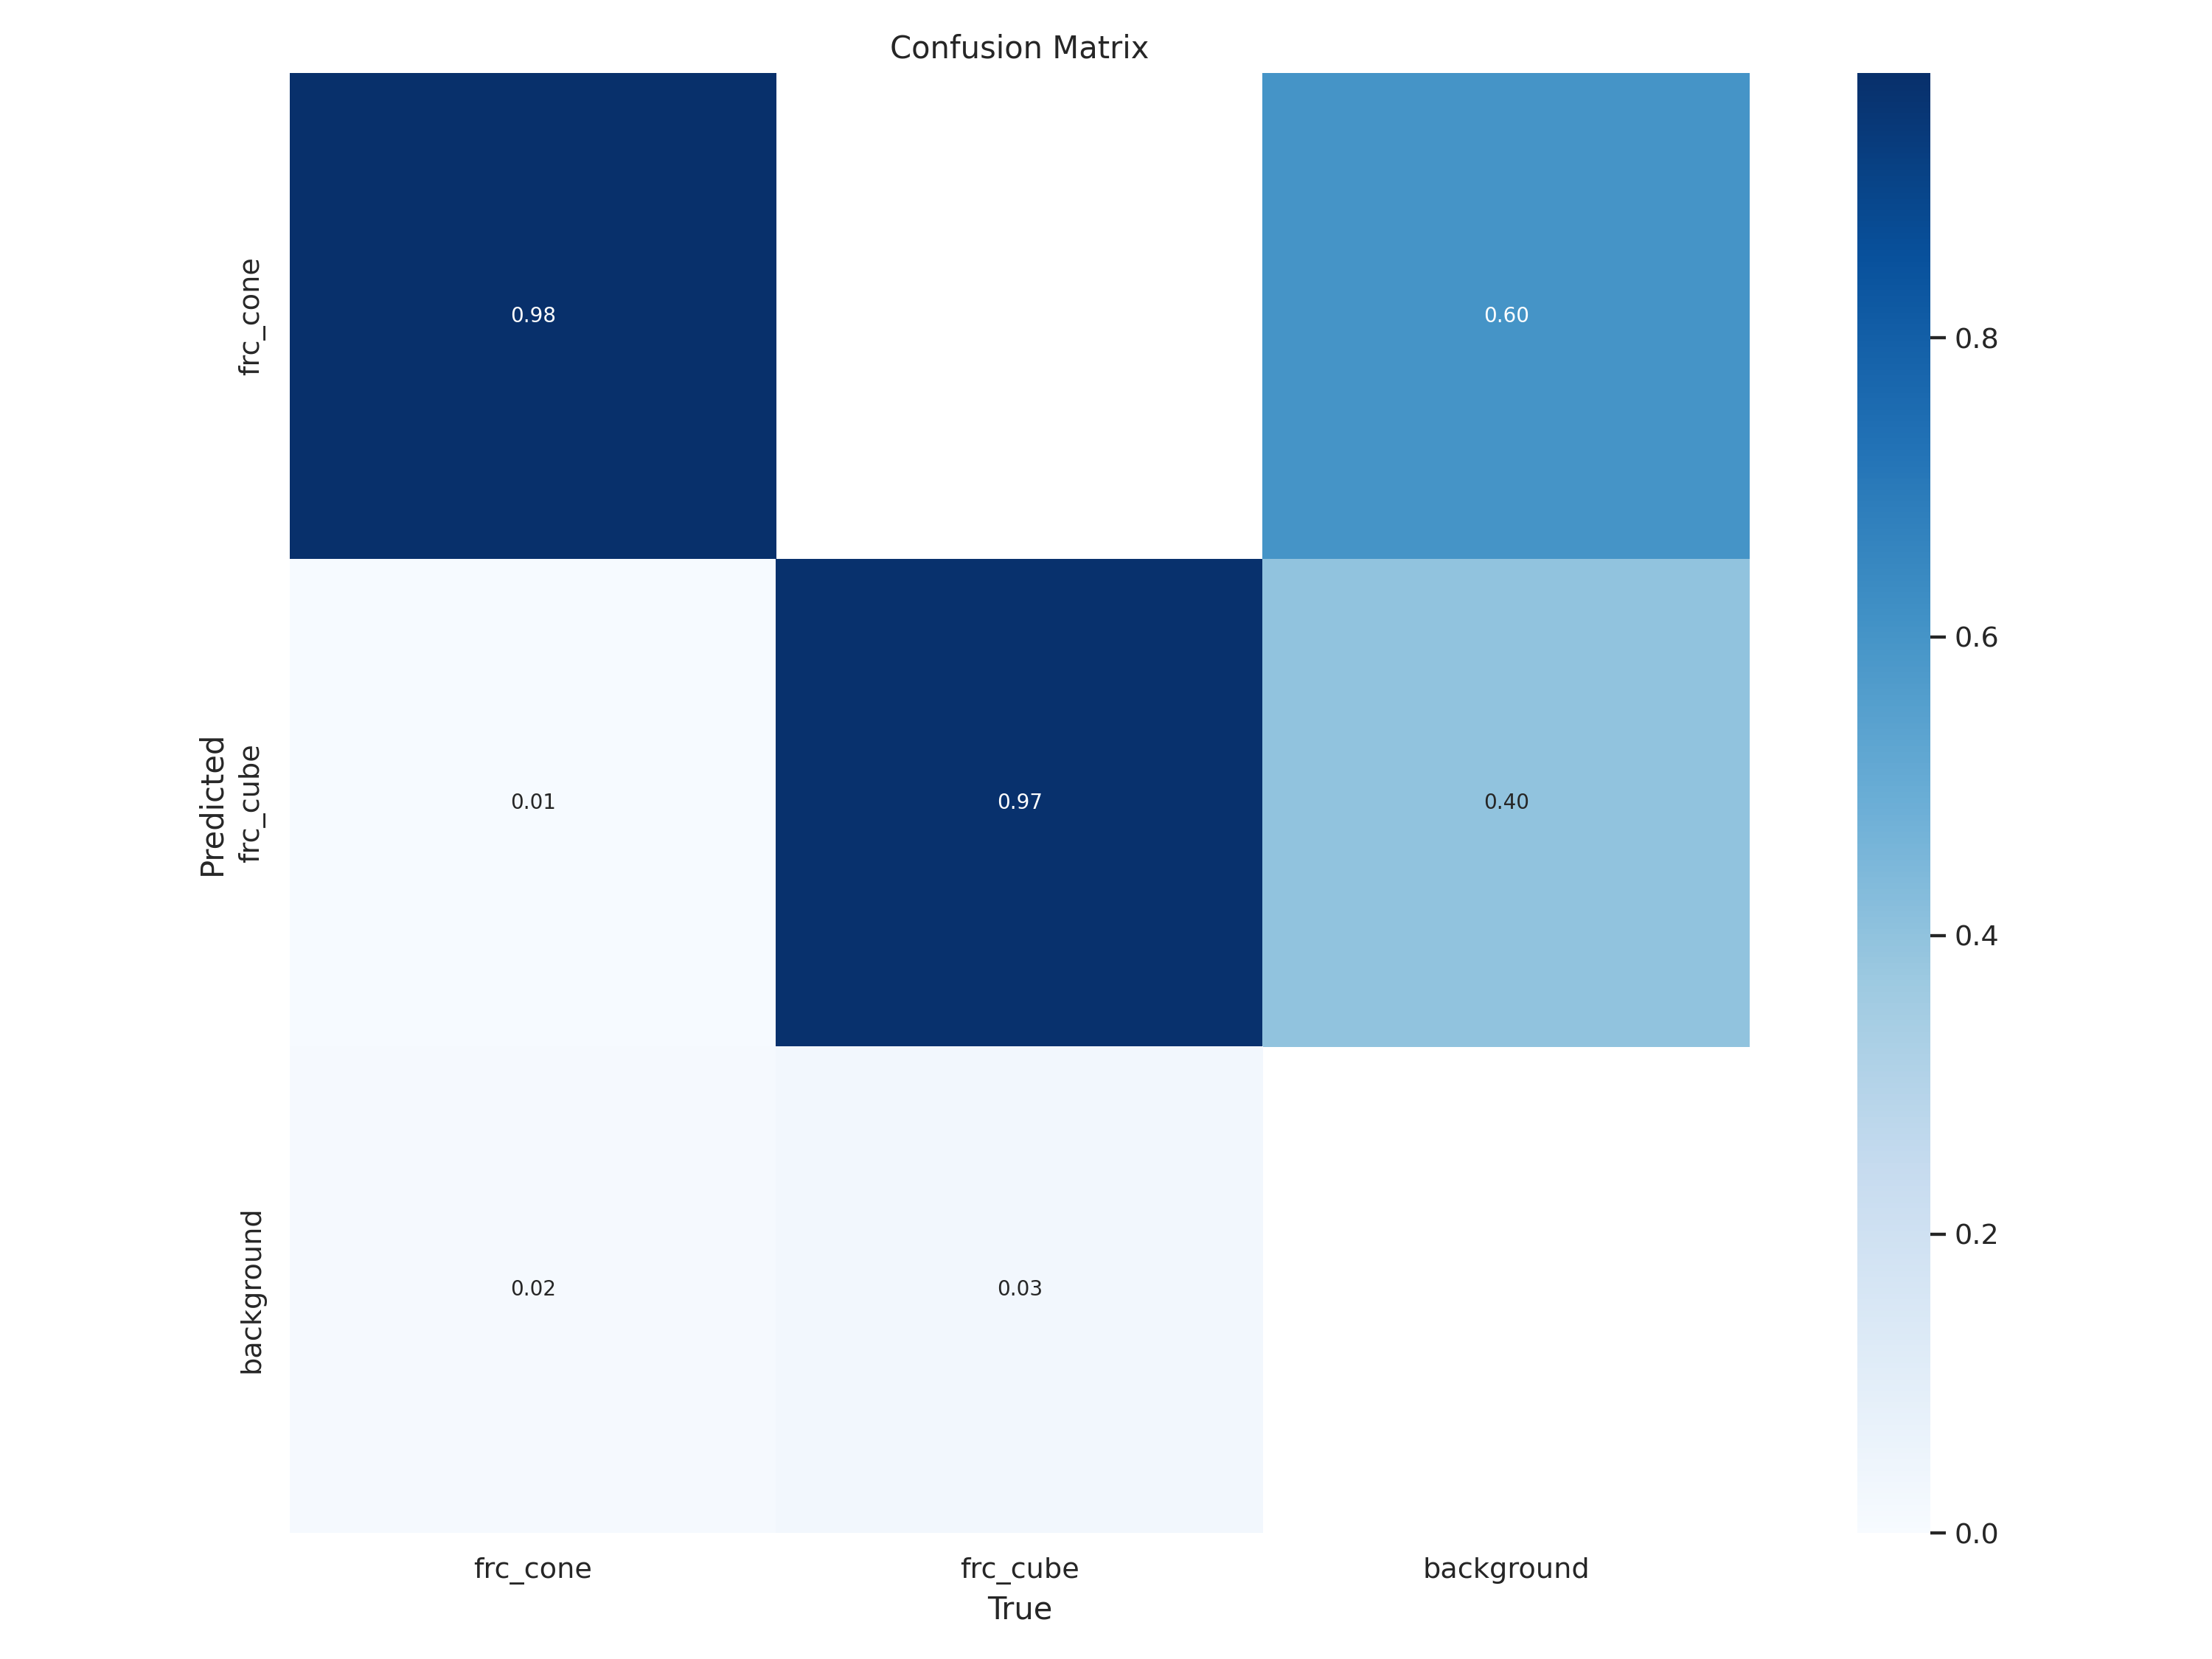 Confusion Matrix
frc_cone
0.98
0.60
0.8
0.6
Predicted
frc_cube
0.01
0.97
0.40
0.4
background
0.02
0.03
0.2
0.0
frc_cone
frc_cube
background
True